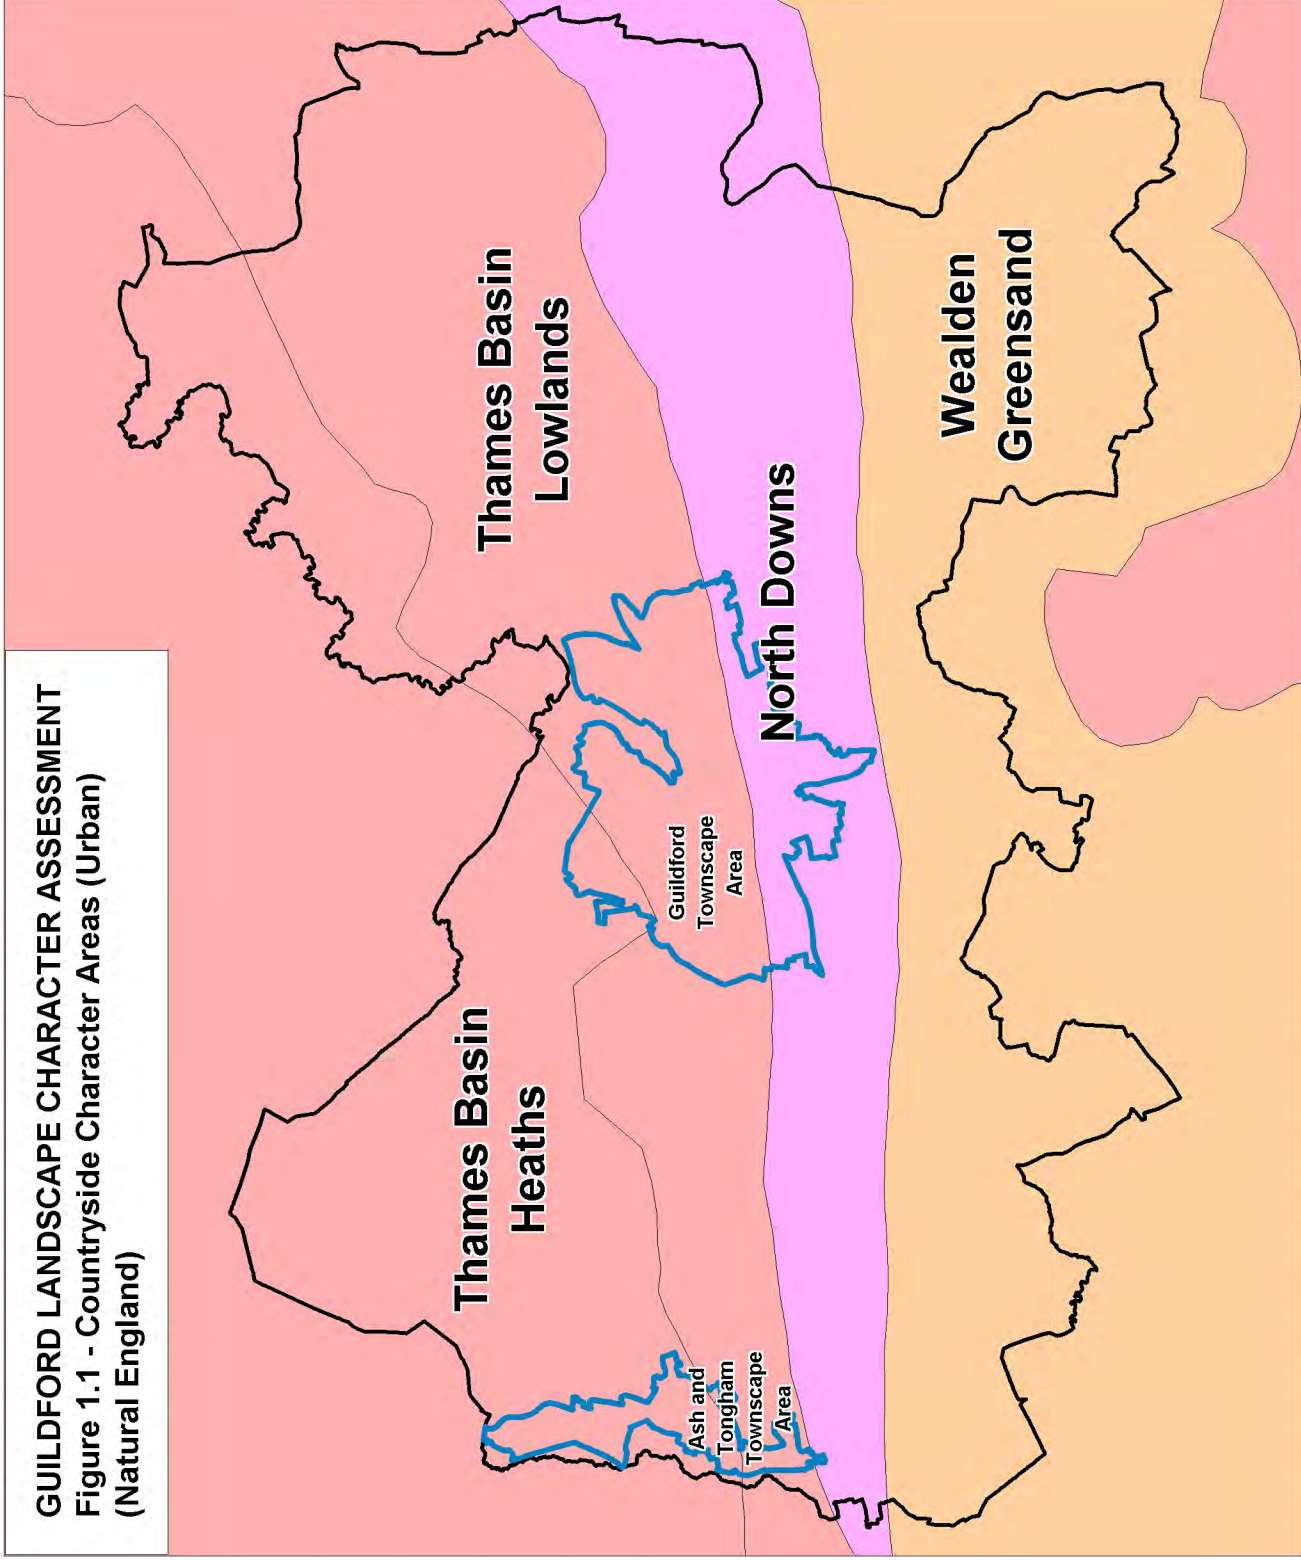 GUILDFORD LANDSCAPE CHARACTER ASSESSMENT
Figure 1.1 - Countryside Character Areas (Urban)
(Natural England)
Thames Basin
Heaths
Thames Basin
Lowlands
Guildford
Townscape
Area
Ash and
Tongham
Townscape
Area
North Downs
Wealden
Greensand